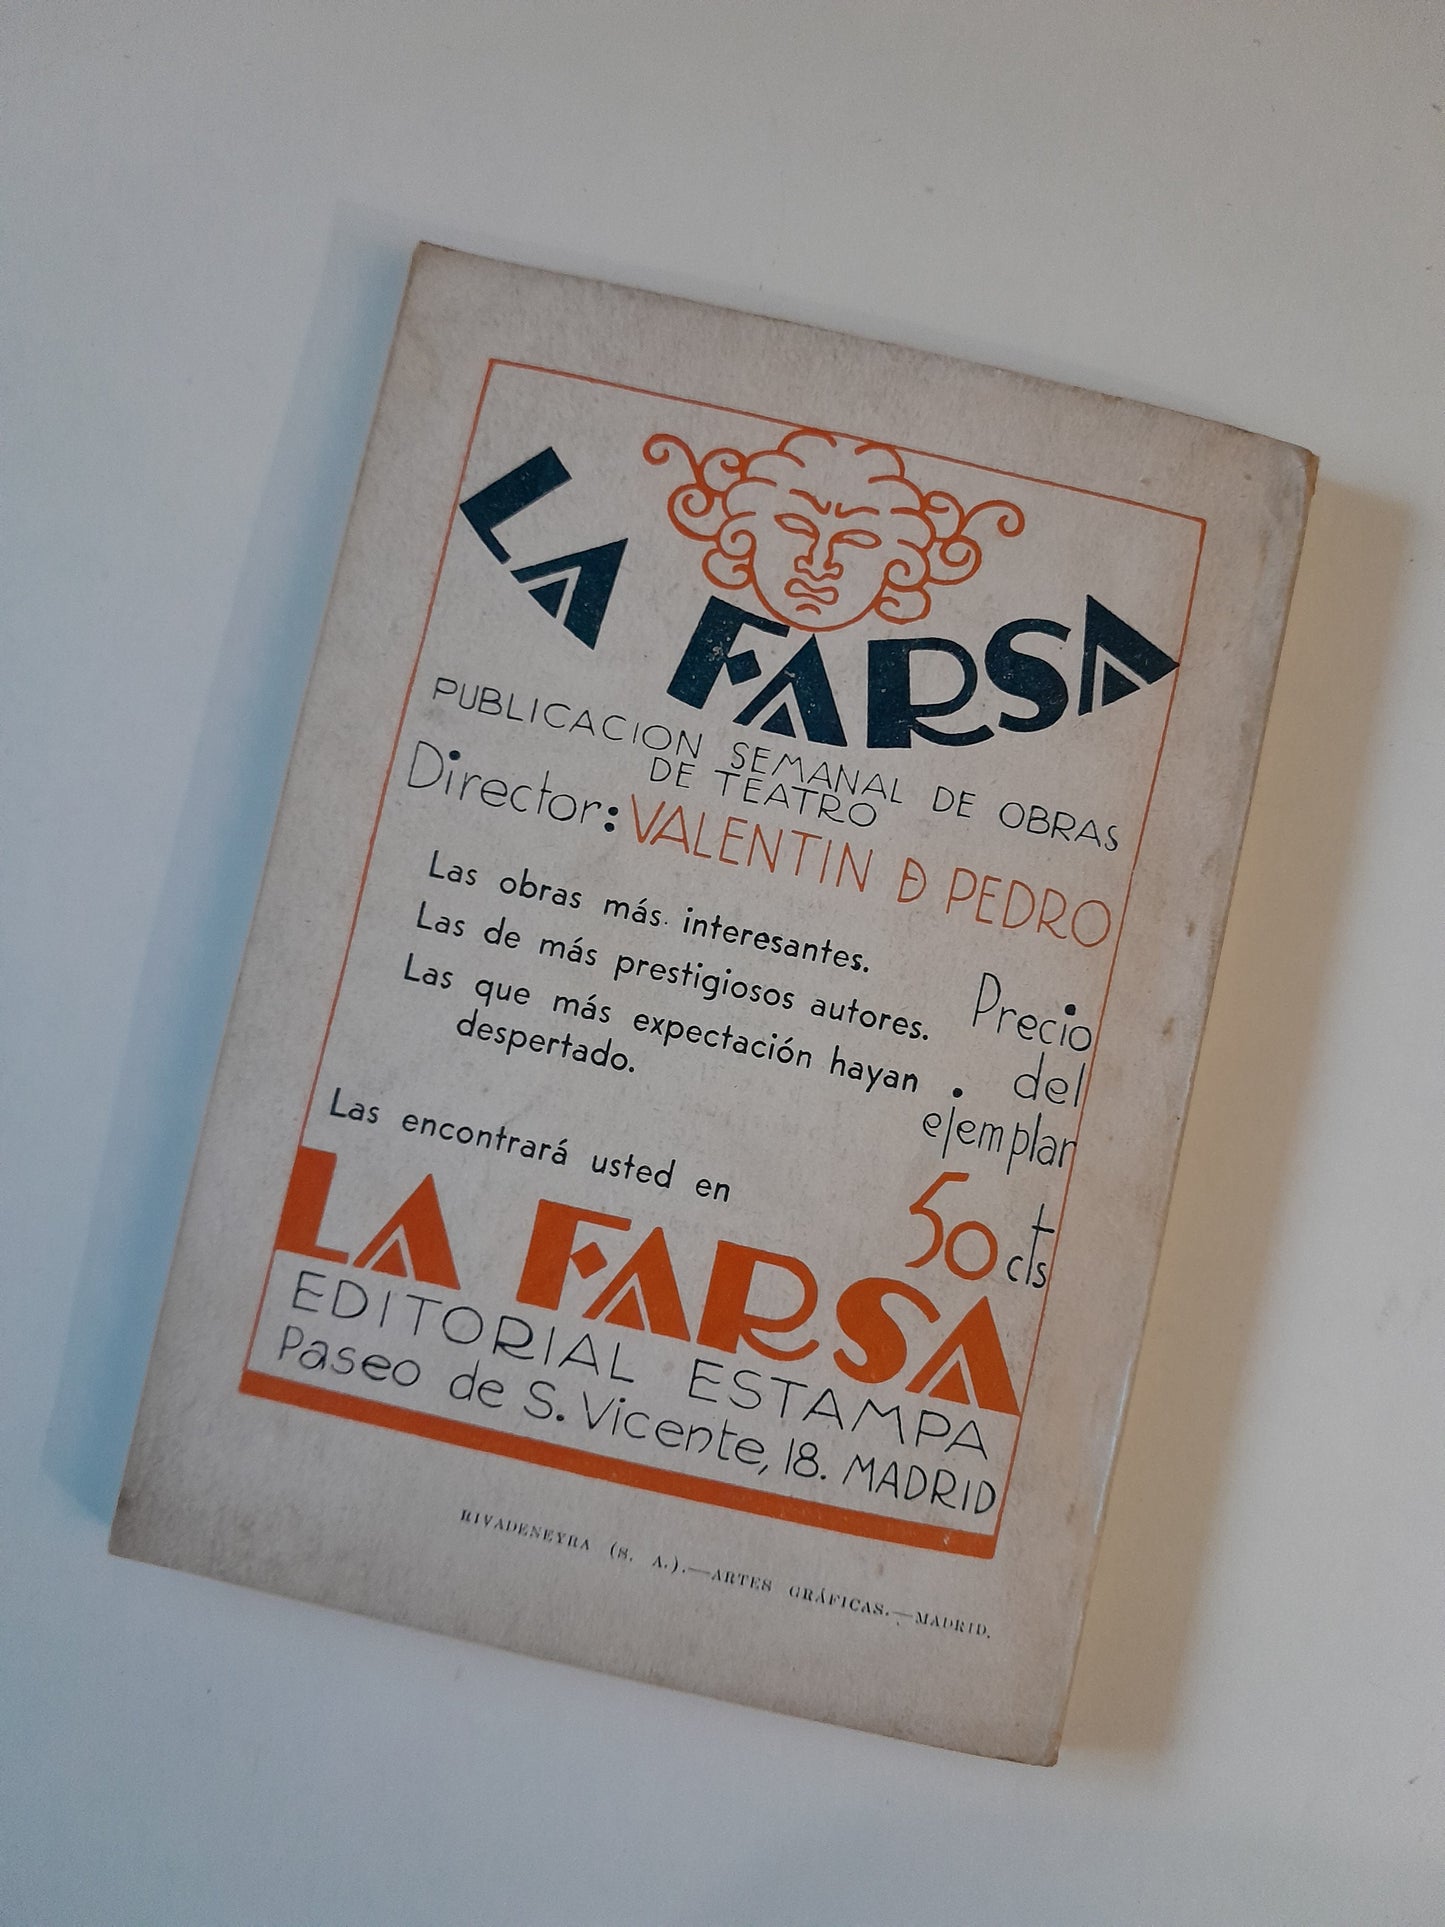 LA FARSA
PUBLICACION SEMANAL DE OBRAS
DE TEATRO
Director: VALENTIN DE PEDRO
Las obras más interesantes.
Las de más prestigiosos autores.
Las que más expectación hayan
despertado.
Precio
del
ejemplar
50 cts
Las encontrará usted en
LA FARSA
EDITORIAL ESTAMPA
Paseo de S. Vicente, 18. MADRID
RIVADENEYRA (S. A.).—ARTES GRÁFICAS.—MADRID.